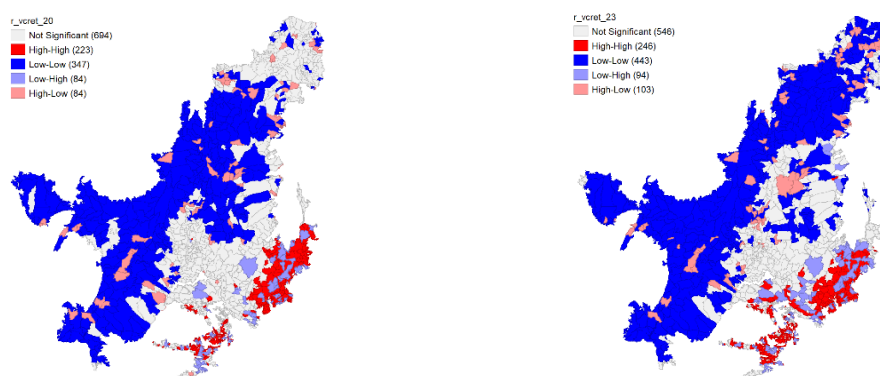 r_vcret_20
Not Significant (694)
High-High (223)
Low-Low (347)
Low-High (84)
High-Low (84)
r_vcret_23
Not Significant (546)
High-High (246)
Low-Low (443)
Low-High (94)
High-Low (103)